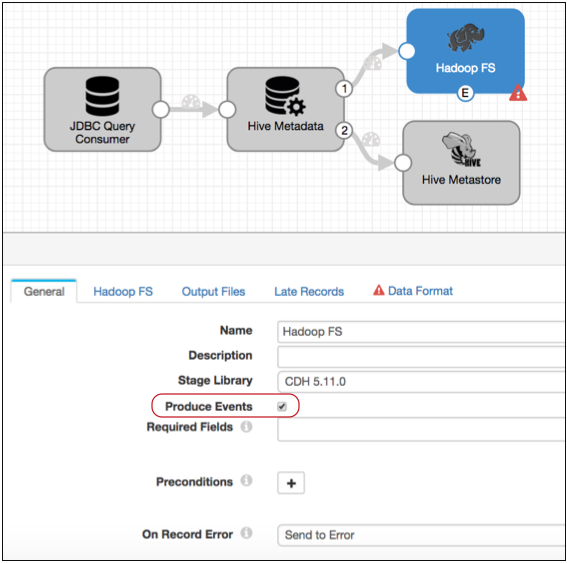 Hadoop FS
E
1
JDBC Query
Consumer
Hive Metadata
2
HIVE
Hive Metastore
General
Hadoop FS
Output Files
Late Records
Data Format
Name
Hadoop FS
Description
Stage Library
CDH 5.11.0
Produce Events
Required Fields
Preconditions
On Record Error
Send to Error